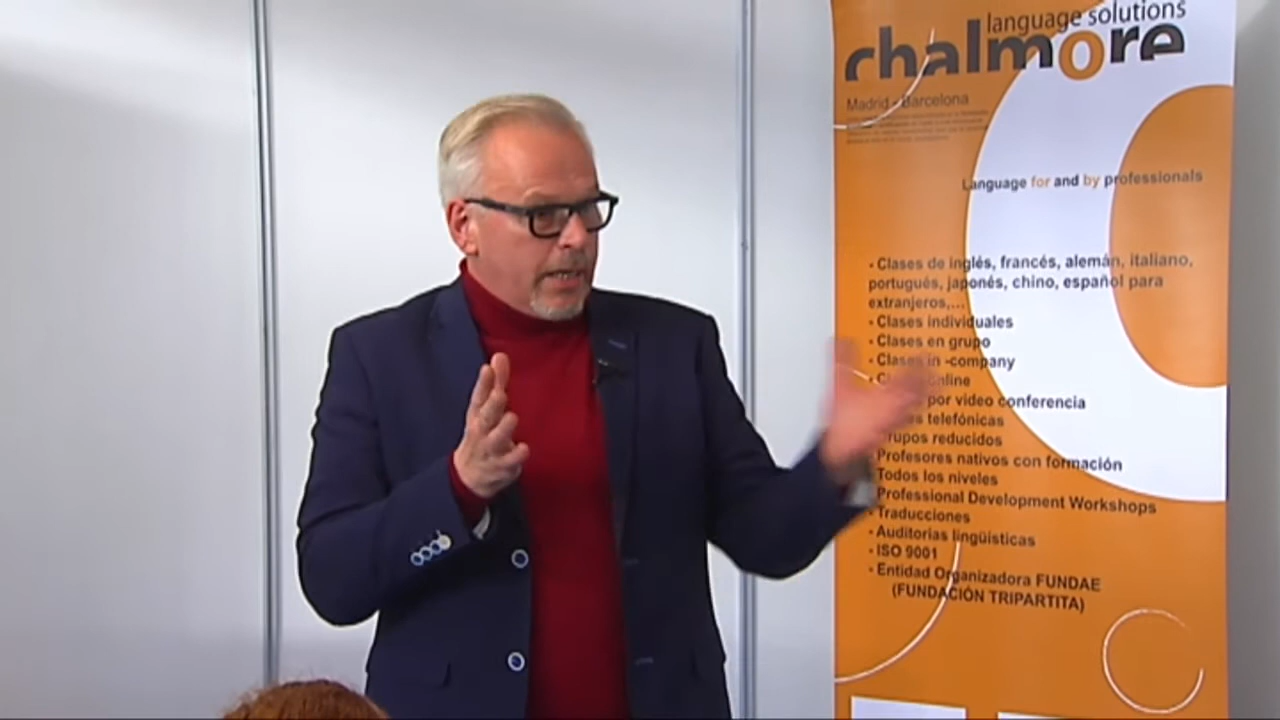 language solutions
chalmore
Madrid - Barcelona
Language for and by professionals
- Clases de inglés, francés, alemán, italiano,
portugués, japonés, chino, español para
extranjeros,...
- Clases individuales
- Clases en grupo
- Clases in -company
online
por video conferencia
telefónicas
reducidos
Profesores nativos con formación
Todos los niveles
Professional Development Workshops
- Traducciones
- Auditorias lingüísticas
- ISO 9001
- Entidad Organizadora FUNDAE
(FUNDACIÓN TRIPARTITA)